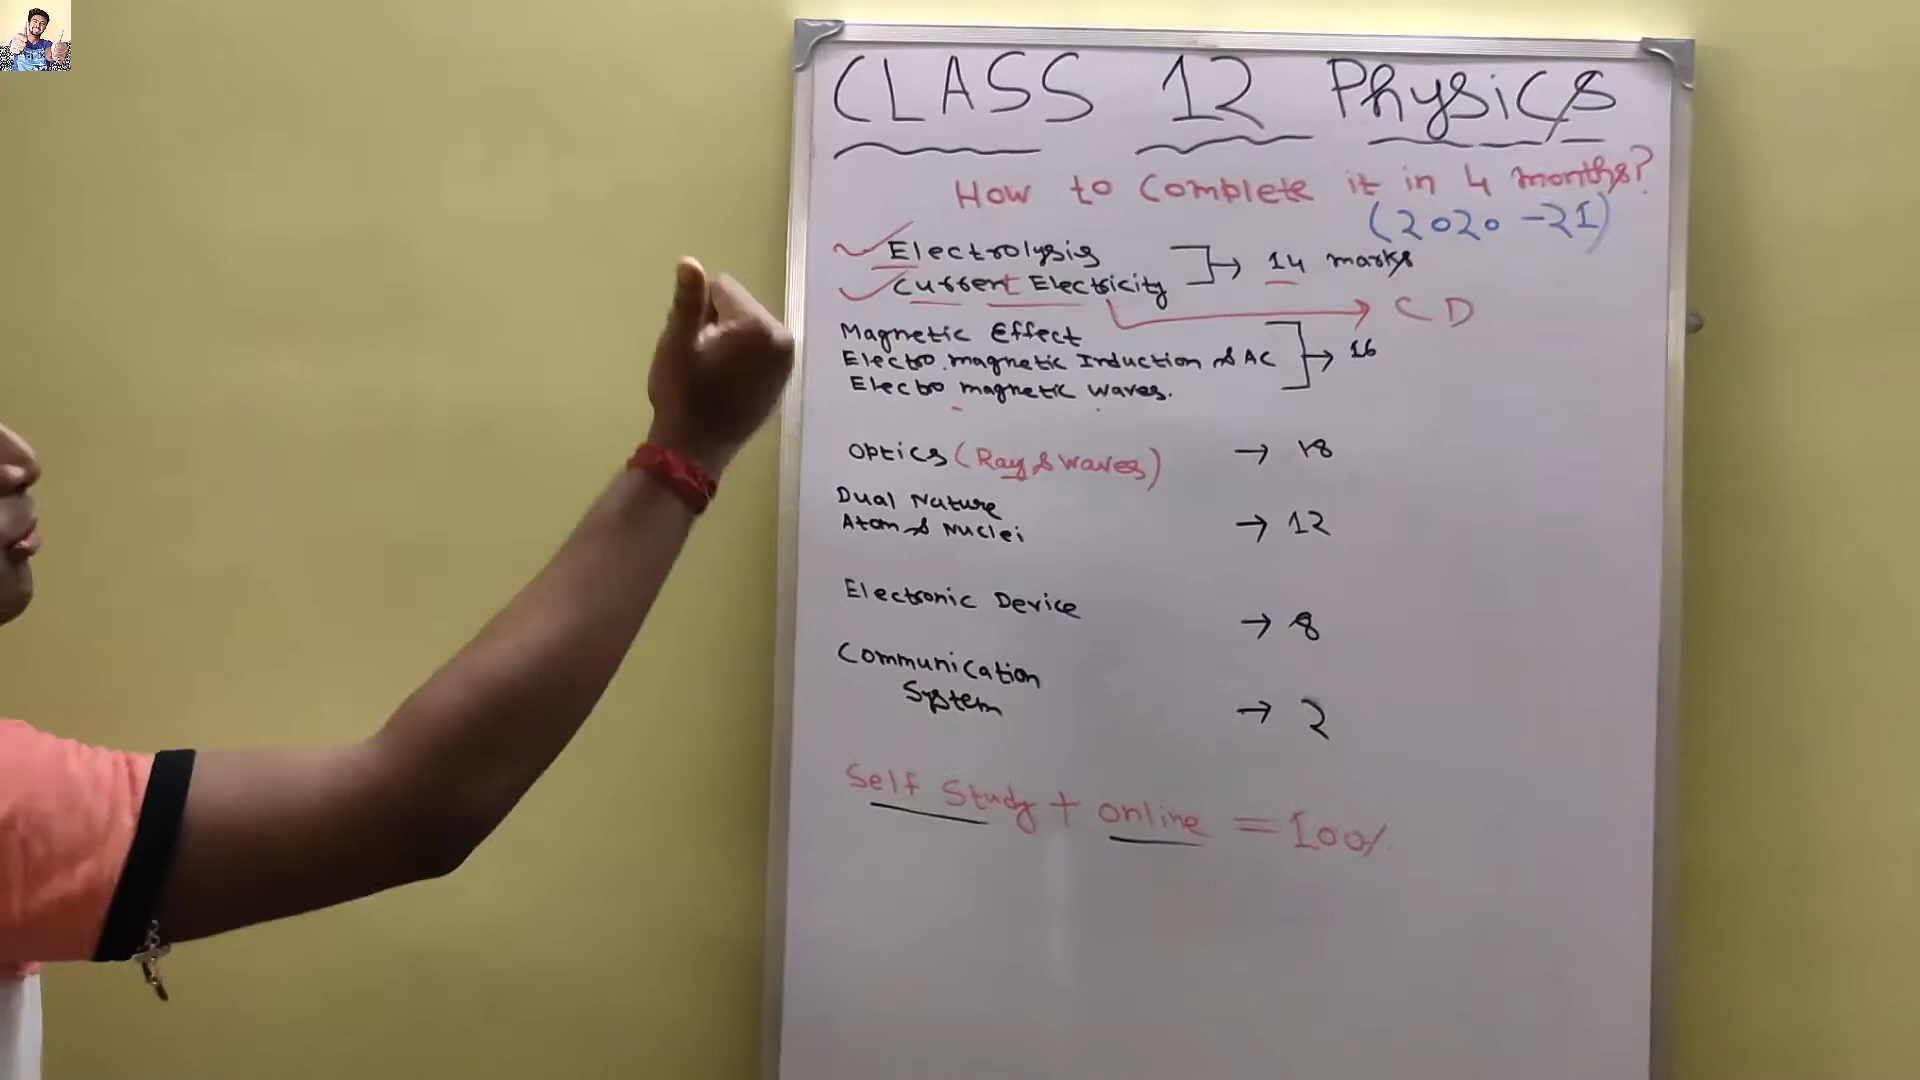 CLASS 12 Physics
How to Complete it in 4 months?
(2020-21)
Electrolysis
Current Electricity
→ 14 marks
→ C D
Magnetic Effect
Electro magnetic Induction & AC
Electro magnetic waves.
→ 16
Optics (Ray & Waves) → 18
Dual Nature
Atom & Nuclei → 12
Electronic Device → 8
Communication
System → 2
Self Study + online = 100%